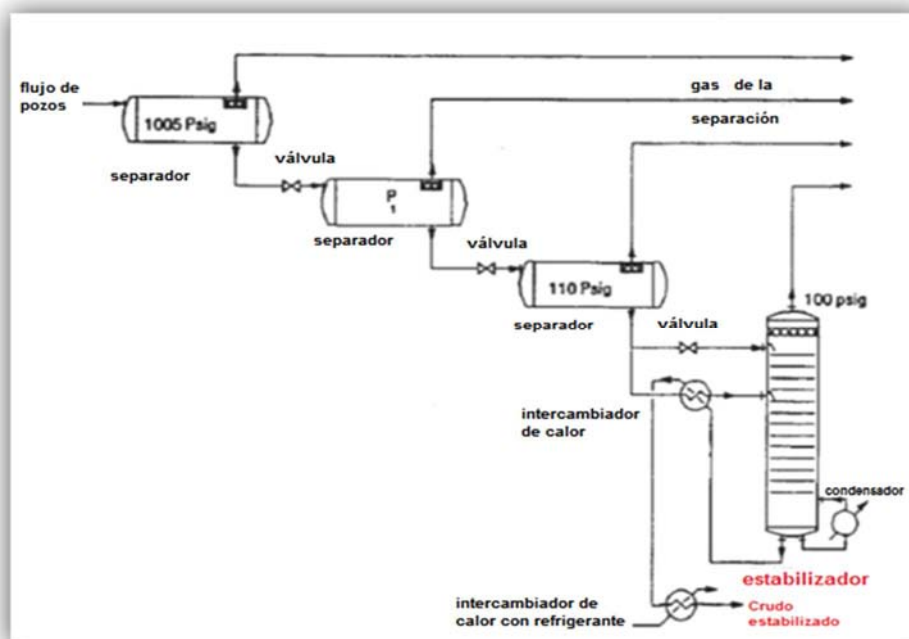 flujo de
pozos
1005 Psig
separador
válvula
gas de la
separación
P
1
separador
válvula
110 Psig
separador
válvula
100 psig
intercambiador
de calor
condensador
estabilizador
intercambiador de
calor con refrigerante
Crudo
estabilizado